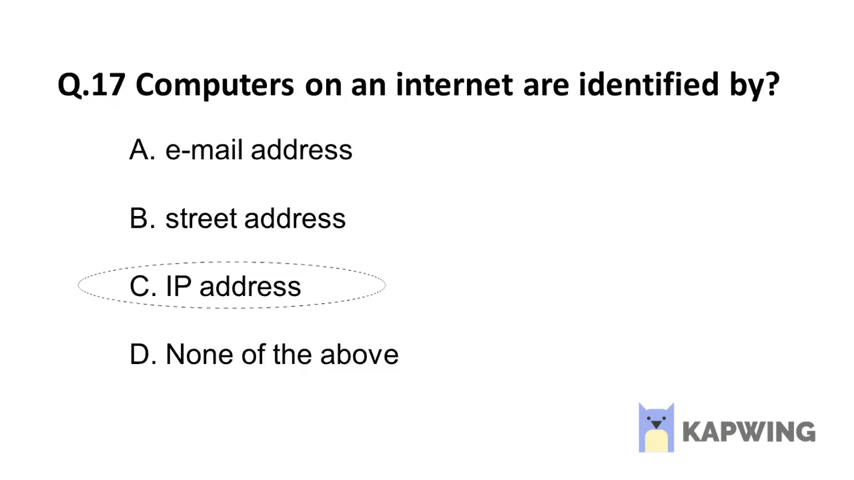 Q.17 Computers on an internet are identified by?
A. e-mail address
B. street address
C. IP address
D. None of the above
KAPWING